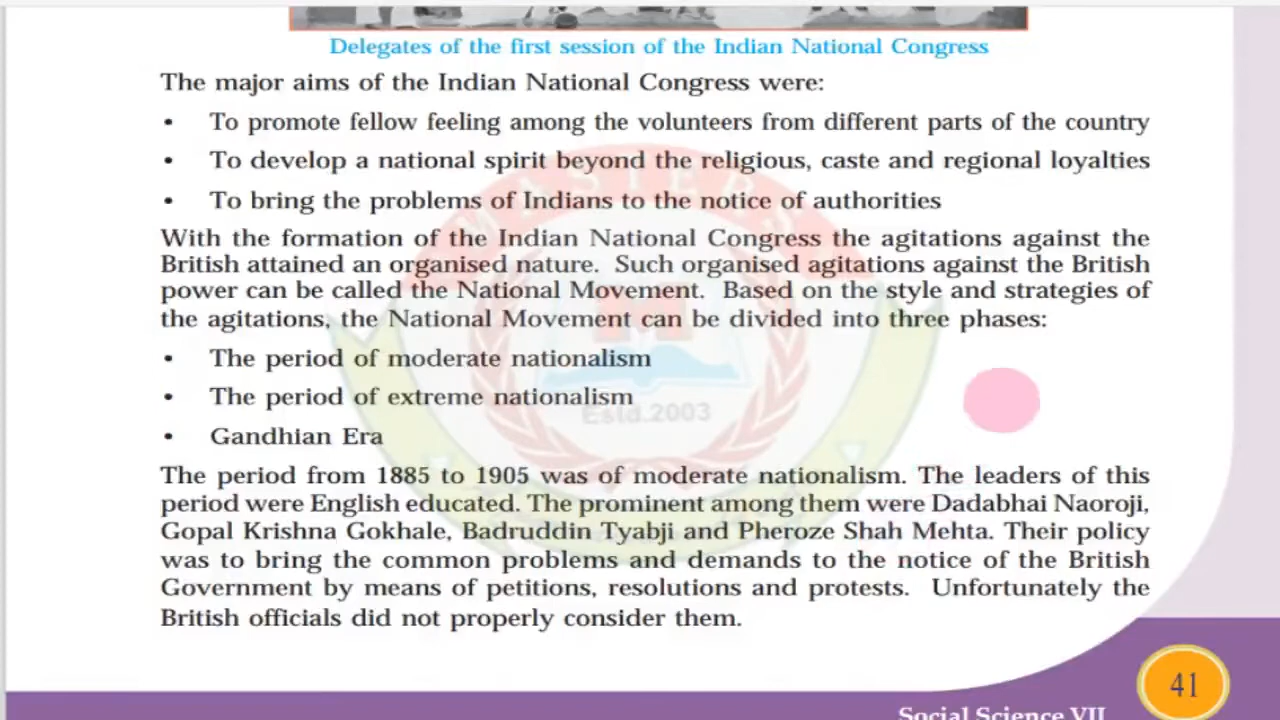 Delegates of the first session of the Indian National Congress
The major aims of the Indian National Congress were:
• To promote fellow feeling among the volunteers from different parts of the country
• To develop a national spirit beyond the religious, caste and regional loyalties
• To bring the problems of Indians to the notice of authorities
With the formation of the Indian National Congress the agitations against the
British attained an organised nature. Such organised agitations against the British
power can be called the National Movement. Based on the style and strategies of
the agitations, the National Movement can be divided into three phases:
• The period of moderate nationalism
• The period of extreme nationalism
Estd.2003
• Gandhian Era
The period from 1885 to 1905 was of moderate nationalism. The leaders of this
period were English educated. The prominent among them were Dadabhai Naoroji,
Gopal Krishna Gokhale, Badruddin Tyabji and Pheroze Shah Mehta. Their policy
was to bring the common problems and demands to the notice of the British
Government by means of petitions, resolutions and protests. Unfortunately the
British officials did not properly consider them.
41
Social Science VII